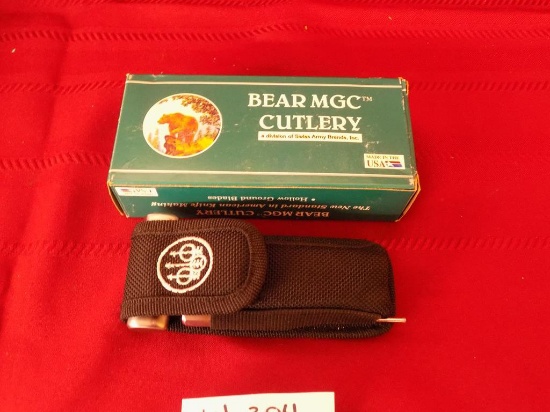 BEAR MGC™
CUTLERY
a division of Swiss Army Brands, Inc.
MADE IN THE
USA
BEAR MGC™ CUTLERY
The New Standard in American Knife Making
• Hollow Ground Blades